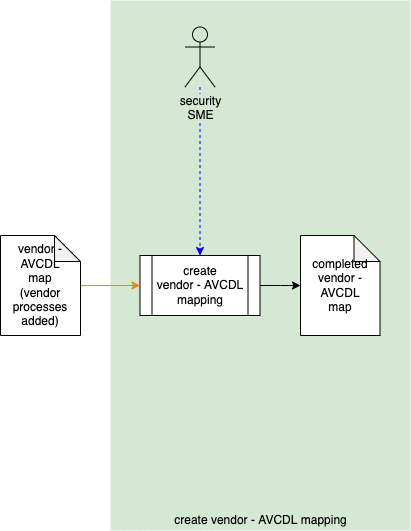 security
SME
vendor -
AVCDL
map
(vendor
processes
added)
create
vendor - AVCDL
mapping
completed
vendor -
AVCDL
map
create vendor - AVCDL mapping